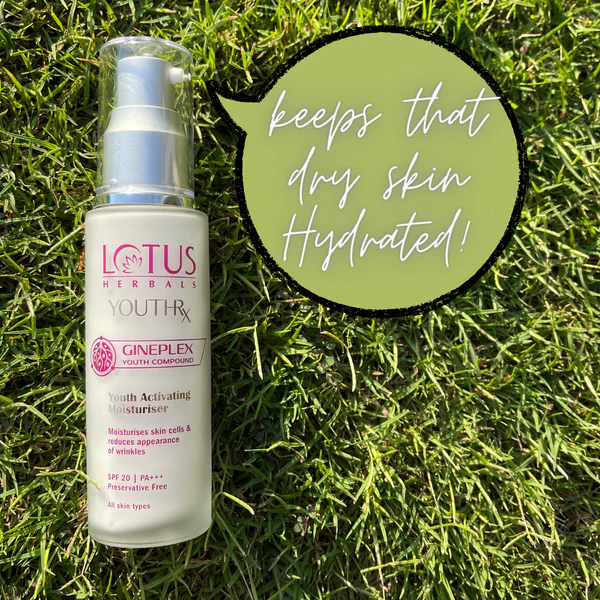 LOTUS
HERBALS
YOUTHRx
GINEPLEX
YOUTH COMPOUND
Youth Activating
Moisturiser
Moisturises skin cells &
reduces appearance
of wrinkles
SPF 20 | PA+++
Preservative Free
All skin types
keeps that
dry skin
Hydrated!